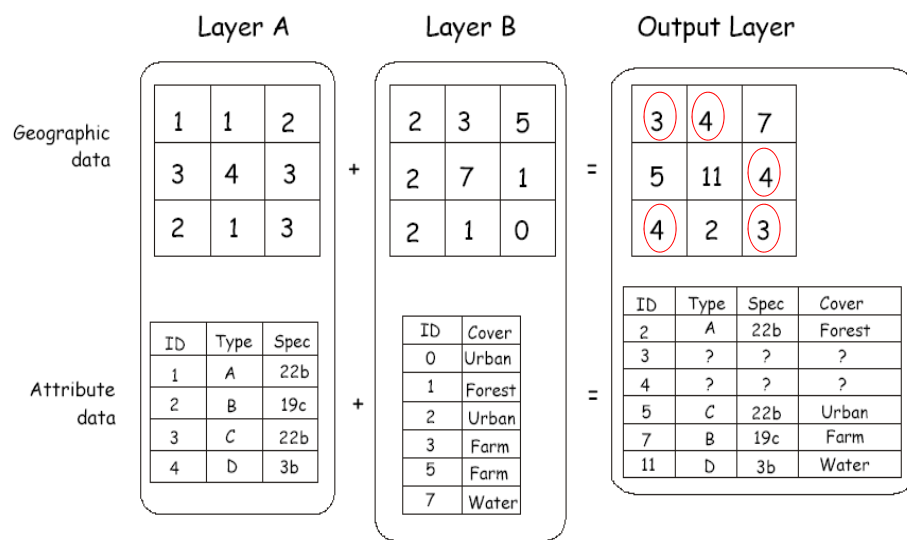 Layer A Layer B Output Layer
Geographic
data
1 1 2
3 4 3
2 1 3
+
2 3 5
2 7 1
2 1 0
=
3 4 7
5 11 4
4 2 3
Attribute
data
ID Type Spec
1 A 22b
2 B 19c
3 C 22b
4 D 3b
+
ID Cover
0 Urban
1 Forest
2 Urban
3 Farm
5 Farm
7 Water
=
ID Type Spec Cover
2 A 22b Forest
3 ? ? ?
4 ? ? ?
5 C 22b Urban
7 B 19c Farm
11 D 3b Water